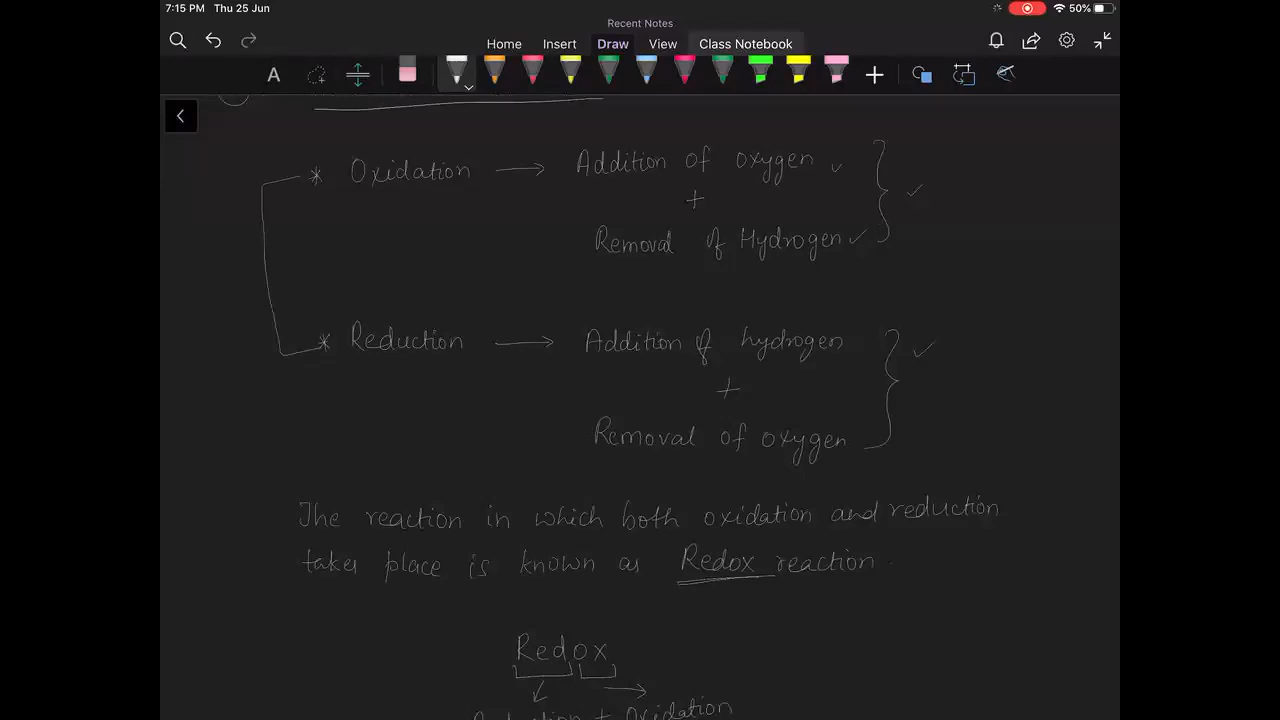 7:15 PM Thu 25 Jun
50%
Recent Notes
Home Insert Draw View Class Notebook
A
* Oxidation → Addition of oxygen ✓
+
Removal of Hydrogen ✓
* Reduction → Addition of hydrogen
+
Removal of oxygen
The reaction in which both oxidation and reduction
takes place is known as Redox reaction.
Redox
Reduction + Oxidation